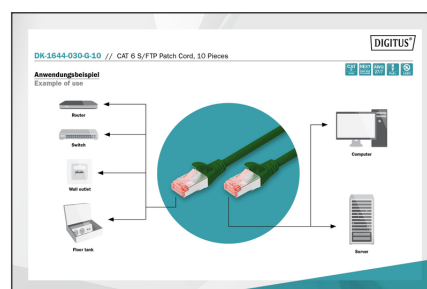 DIGITUS®
DK-1644-030-G-10 // CAT 6 S/FTP Patch Cord, 10 Pieces
Anwendungsbeispiel
Example of use
Router
Switch
Wall outlet
Floor tank
Computer
Server